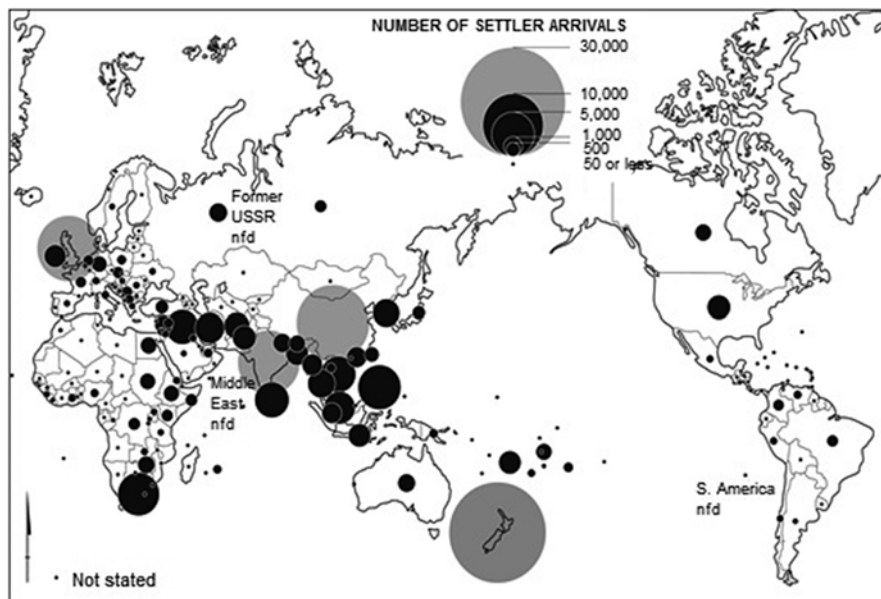 NUMBER OF SETTLER ARRIVALS
30,000
10,000
5,000
1,000
500
50 or less
Former
USSR
nfd
Middle
East
nfd
S. America
nfd
Not stated